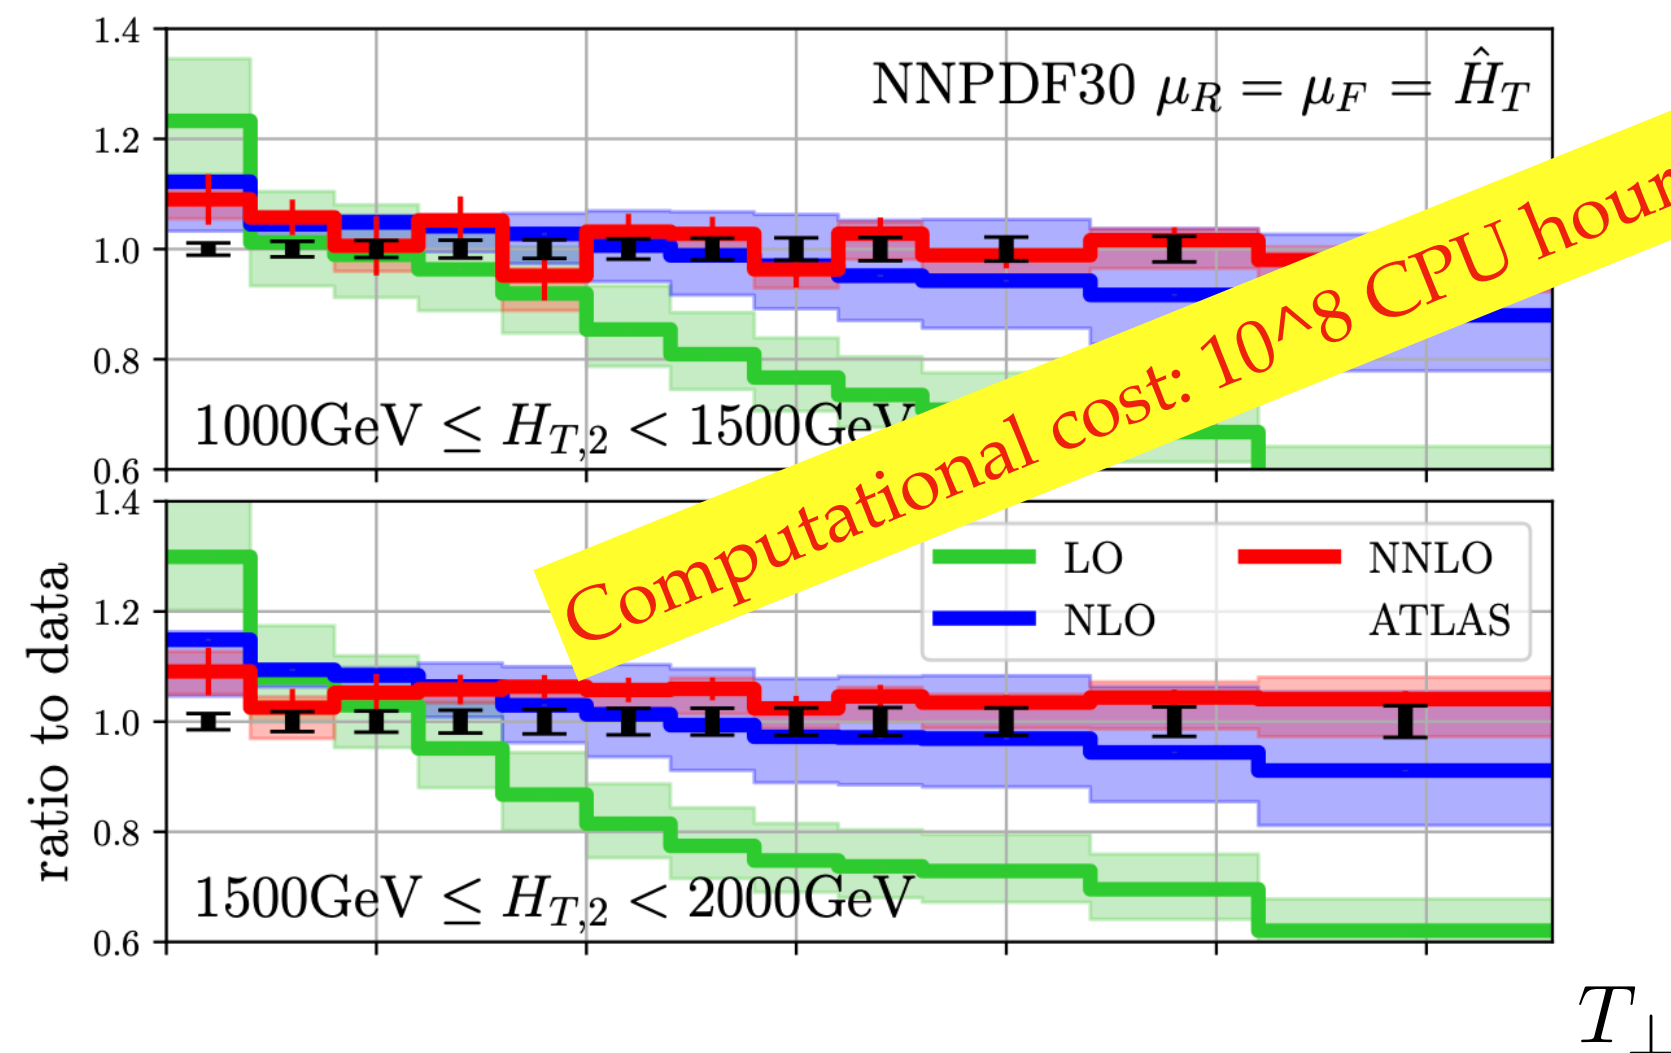 1.4
NNPDF30 μ_R = μ_F = Ĥ_T
1.2
1.0
0.8
1000GeV ≤ H_{T,2} < 1500GeV
0.6
Computational cost: 10^8 CPU hour
1.4
LO NNLO
NLO ATLAS
1.2
1.0
0.8
1500GeV ≤ H_{T,2} < 2000GeV
0.6
ratio to data
T_⊥